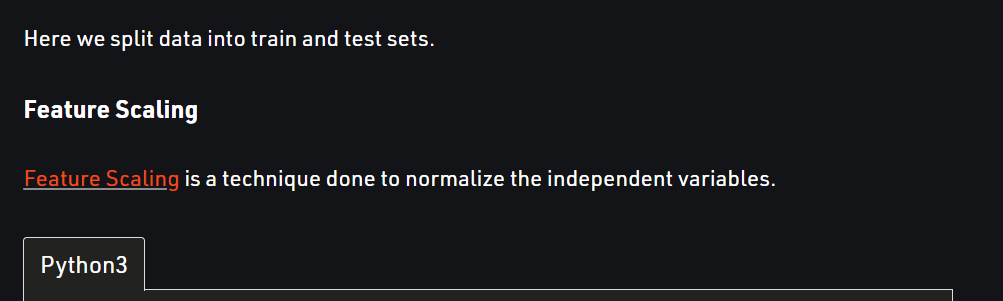 Here we split data into train and test sets.
Feature Scaling
Feature Scaling is a technique done to normalize the independent variables.
Python3